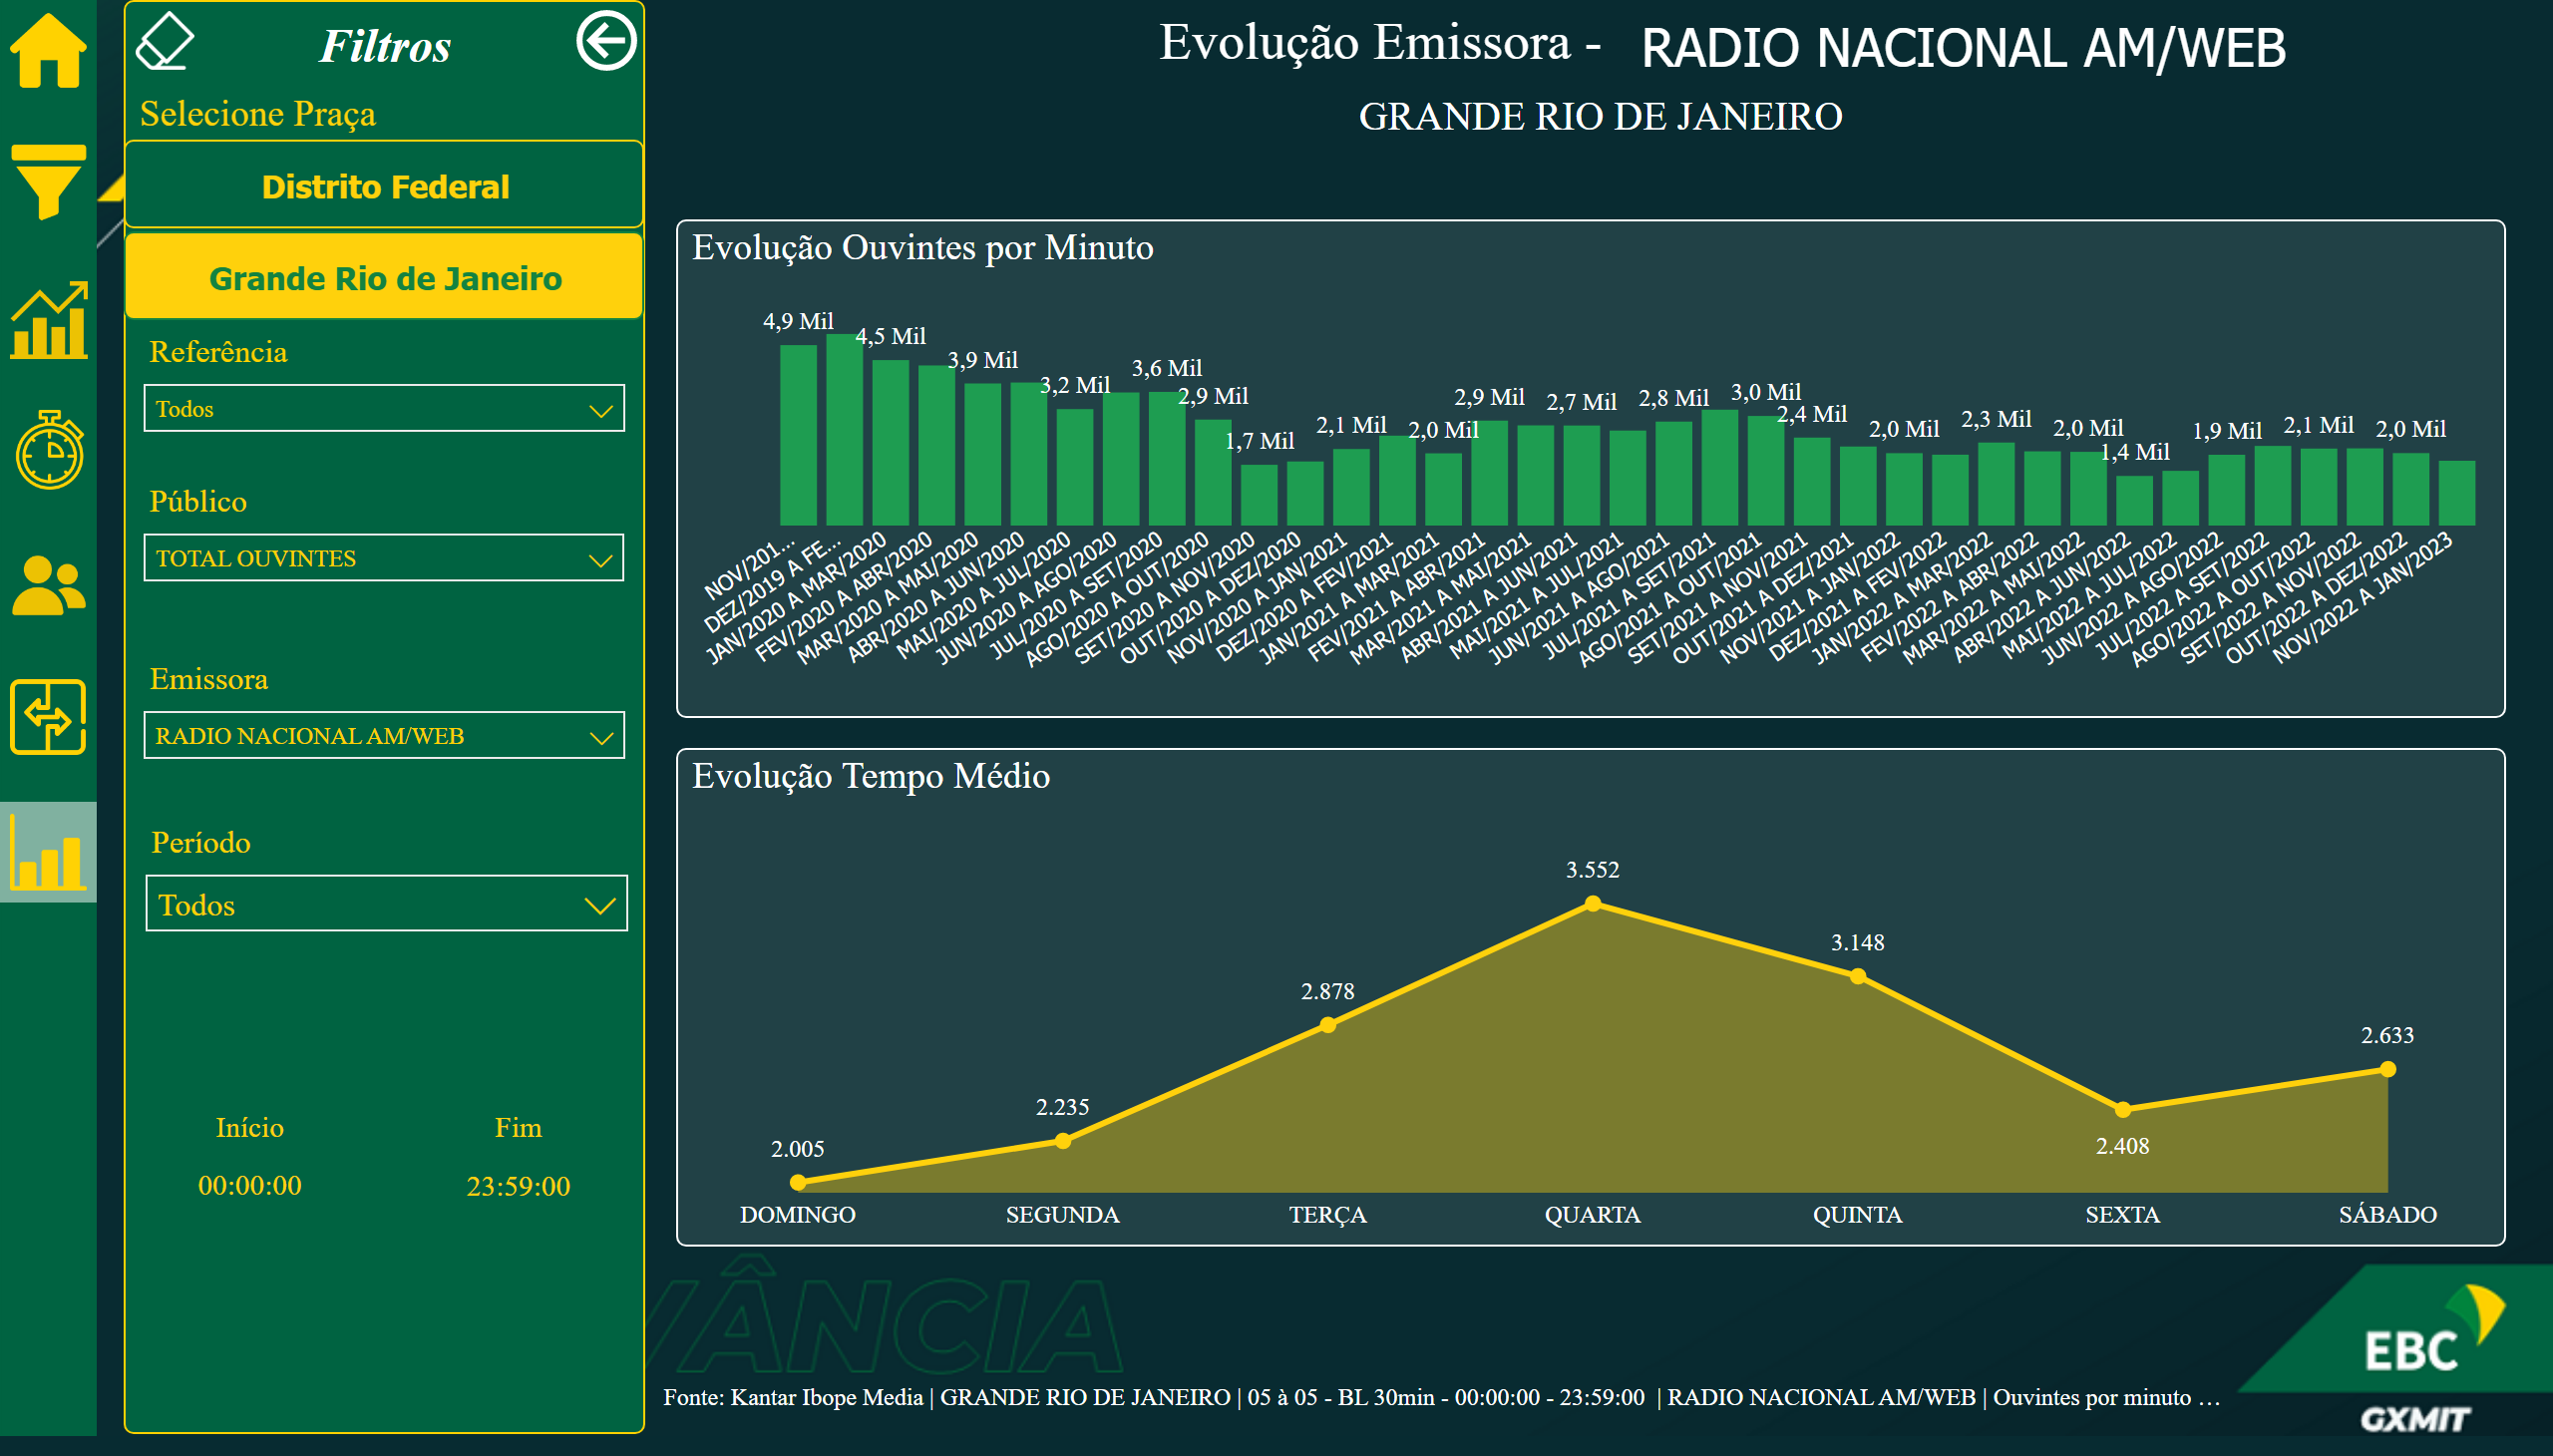 Filtros
Selecione Praça
Distrito Federal
Grande Rio de Janeiro
Referência
Todos
Público
TOTAL OUVINTES
Emissora
RADIO NACIONAL AM/WEB
Período
Todos
Início
Fim
00:00:00
23:59:00
Evolução Emissora - RADIO NACIONAL AM/WEB
GRANDE RIO DE JANEIRO
Evolução Ouvintes por Minuto
4,9 Mil
4,5 Mil
3,9 Mil
3,2 Mil
3,6 Mil
2,9 Mil
1,7 Mil
2,1 Mil
2,0 Mil
2,9 Mil
2,7 Mil
2,8 Mil
3,0 Mil
2,4 Mil
2,0 Mil
2,3 Mil
2,0 Mil
1,4 Mil
1,9 Mil
2,1 Mil
2,0 Mil
NOV/201...
DEZ/2019 A FE...
JAN/2020 A MAR/2020
FEV/2020 A ABR/2020
MAR/2020 A MAI/2020
ABR/2020 A JUN/2020
MAI/2020 A JUL/2020
JUN/2020 A AGO/2020
JUL/2020 A SET/2020
AGO/2020 A OUT/2020
SET/2020 A NOV/2020
OUT/2020 A DEZ/2020
NOV/2020 A JAN/2021
DEZ/2020 A FEV/2021
JAN/2021 A MAR/2021
FEV/2021 A ABR/2021
MAR/2021 A MAI/2021
ABR/2021 A JUN/2021
MAI/2021 A JUL/2021
JUN/2021 A AGO/2021
JUL/2021 A SET/2021
AGO/2021 A OUT/2021
SET/2021 A NOV/2021
OUT/2021 A DEZ/2021
NOV/2021 A JAN/2022
DEZ/2021 A FEV/2022
JAN/2022 A MAR/2022
FEV/2022 A ABR/2022
MAR/2022 A MAI/2022
ABR/2022 A JUN/2022
MAI/2022 A JUL/2022
JUN/2022 A AGO/2022
JUL/2022 A SET/2022
AGO/2022 A OUT/2022
SET/2022 A NOV/2022
OUT/2022 A DEZ/2022
NOV/2022 A JAN/2023
Evolução Tempo Médio
2.005
2.235
2.878
3.552
3.148
2.408
2.633
DOMINGO
SEGUNDA
TERÇA
QUARTA
QUINTA
SEXTA
SÁBADO
VÂNCIA
Fonte: Kantar Ibope Media | GRANDE RIO DE JANEIRO | 05 à 05 - BL 30min - 00:00:00 - 23:59:00 | RADIO NACIONAL AM/WEB | Ouvintes por minuto …
EBC
GXMIT